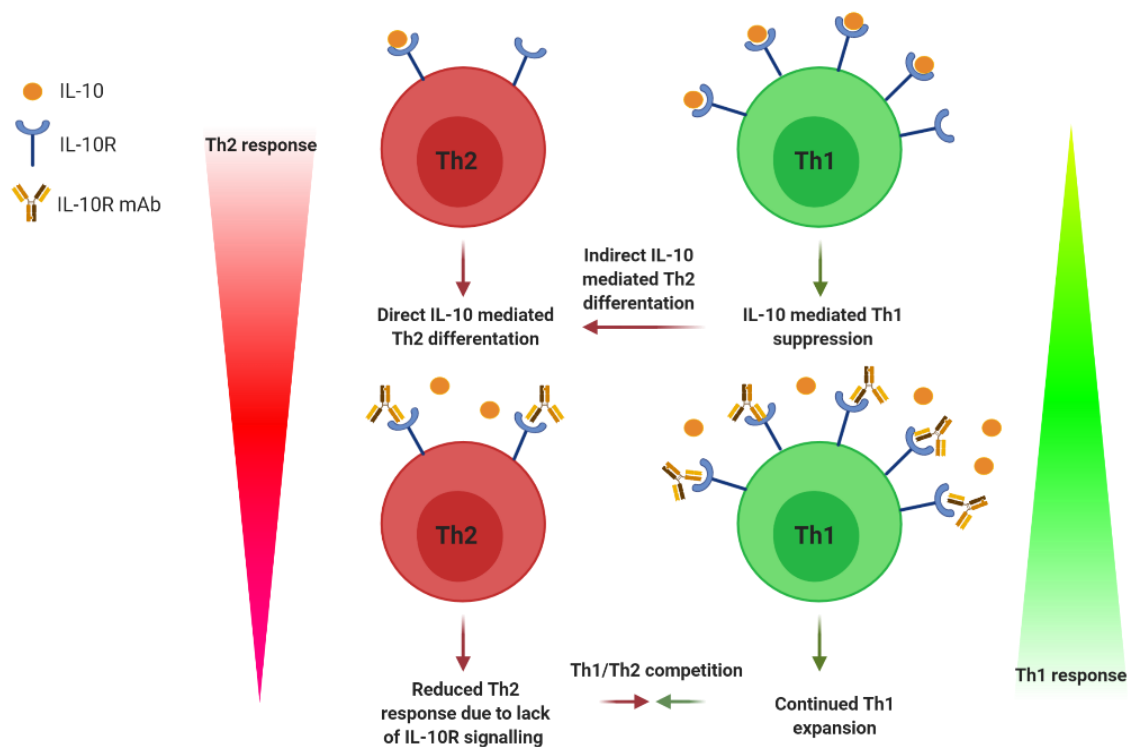 IL-10
IL-10R
IL-10R mAb
Th2 response
Th2
Th1
Direct IL-10 mediated
Th2 differentation
Indirect IL-10
mediated Th2
differentation
IL-10 mediated Th1
suppression
Th2
Th1
Reduced Th2
response due to lack
of IL-10R signalling
Th1/Th2 competition
Continued Th1
expansion
Th1 response